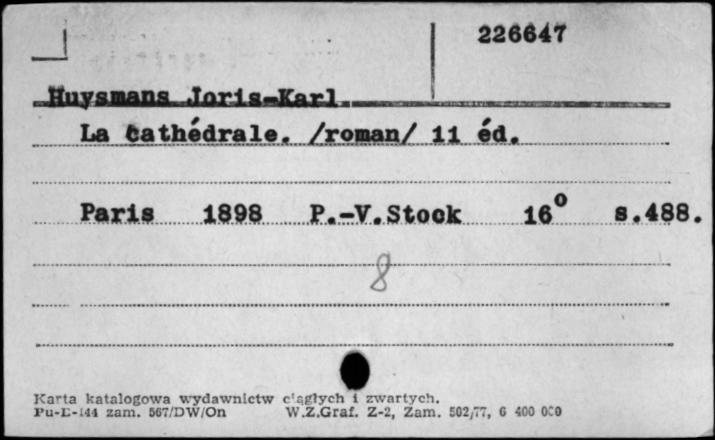 226647
Huysmans Joris-Karl
La cathédrale. /roman/ 11 éd.
Paris 1898 P.-V.Stock 16° s.488.
8
Karta katalogowa wydawnictw ciągłych i zwartych.
Pu-E-144 zam. 567/DW/On W.Z.Graf. Z-2, Zam. 502/77, G 400 000